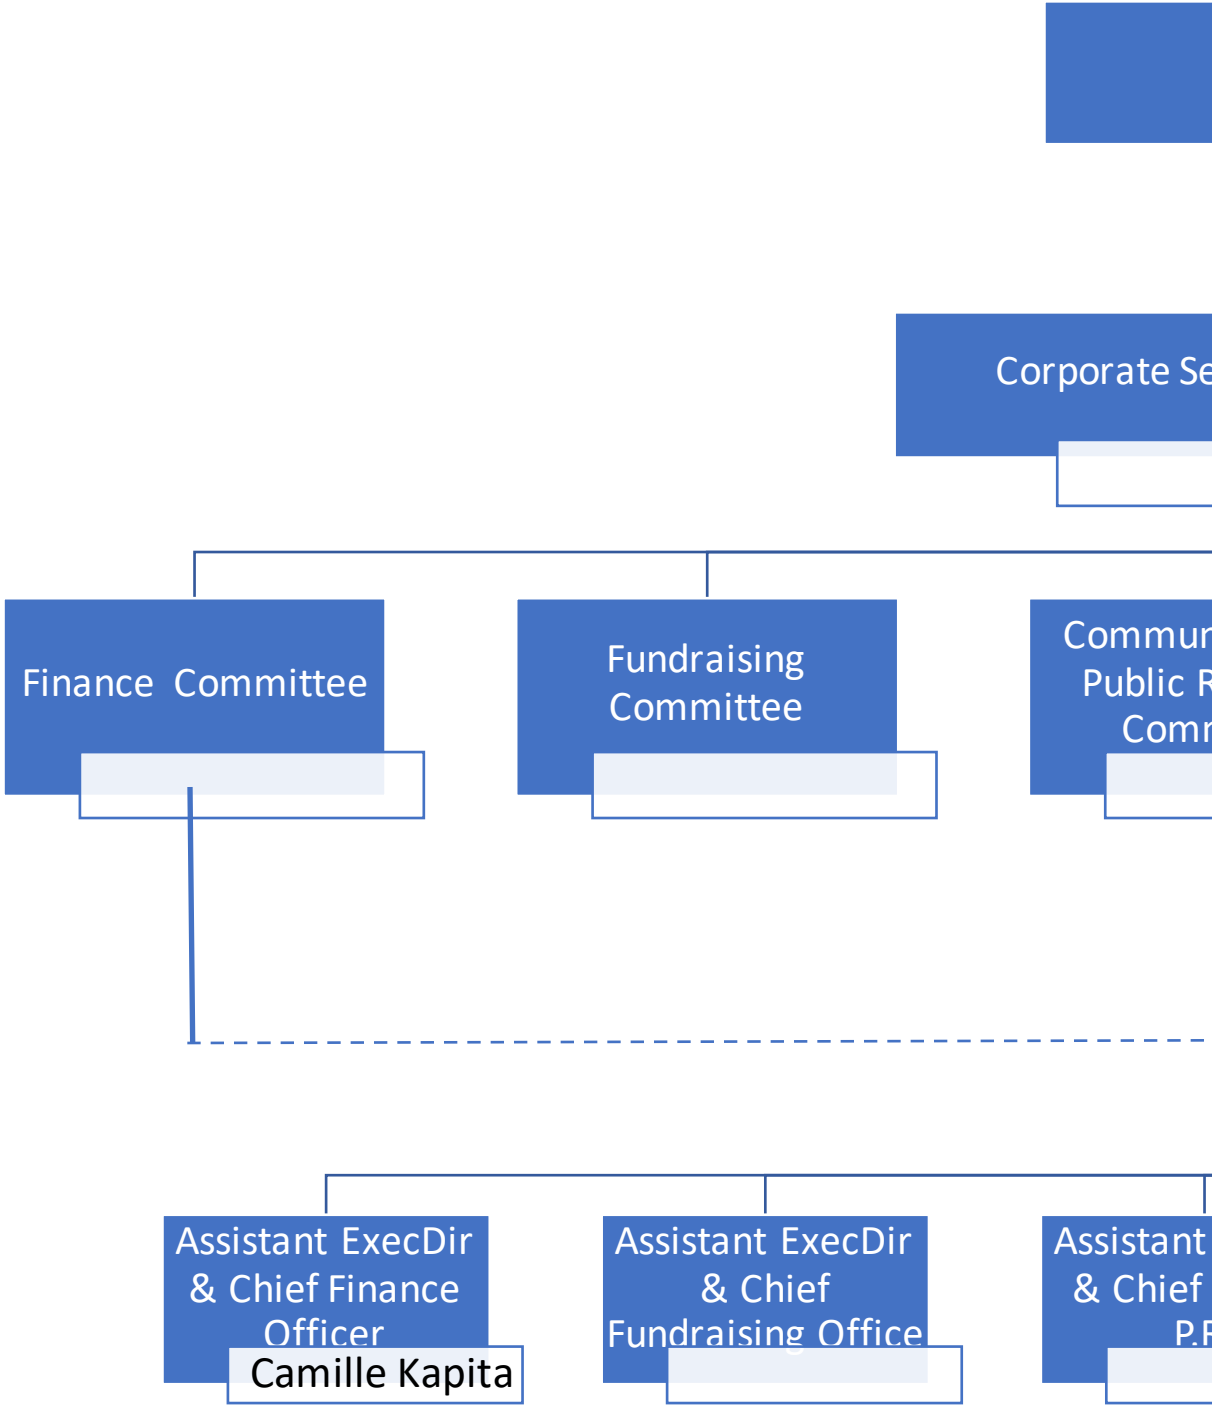 Corporate Se
Finance Committee
Fundraising
Committee
Commun
Public R
Comm
Assistant ExecDir
& Chief Finance
Officer
Camille Kapita
Assistant ExecDir
& Chief
Fundraising Office
Assistant
& Chief
P.R